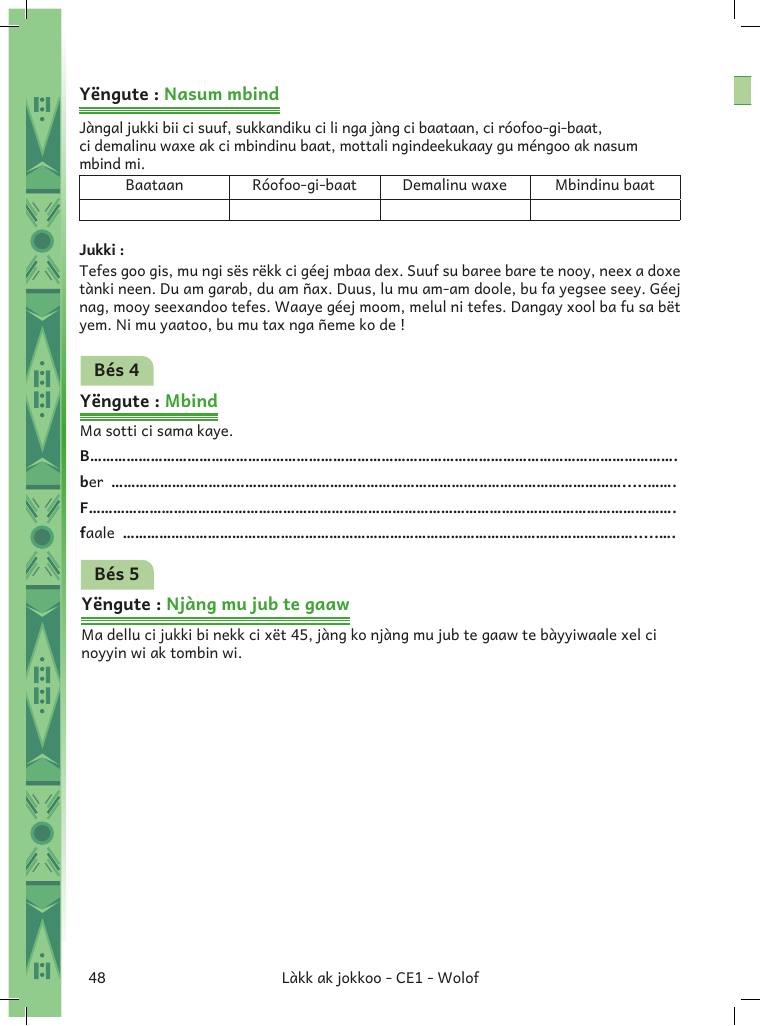 Yëngute : Nasum mbind
Jàngal jukki bii ci suuf, sukkandiku ci li nga jàng ci baataan, ci róofoo-gi-baat,
ci demalinu waxe ak ci mbindinu baat, mottali ngindeekukaay gu méngoo ak nasum
mbind mi.
Baataan Róofoo-gi-baat Demalinu waxe Mbindinu baat
Jukki :
Tefes goo gis, mu ngi sës rëkk ci géej mbaa dex. Suuf su baree bare te nooy, neex a doxe
tànki neen. Du am garab, du am ñax. Duus, lu mu am-am doole, bu fa yegsee seey. Géej
nag, mooy seexandoo tefes. Waaye géej moom, melul ni tefes. Dangay xool ba fu sa bët
yem. Ni mu yaatoo, bu mu tax nga ñeme ko de !
Bés 4
Yëngute : Mbind
Ma sotti ci sama kaye.
B...............................................................................................................
ber ...............................................................................................................
F...............................................................................................................
faale ...............................................................................................................
Bés 5
Yëngute : Njàng mu jub te gaaw
Ma dellu ci jukki bi nekk ci xët 45, jàng ko njàng mu jub te gaaw te bàyyiwaale xel ci
noyyin wi ak tombin wi.
48 Làkk ak jokkoo - CE1 - Wolof